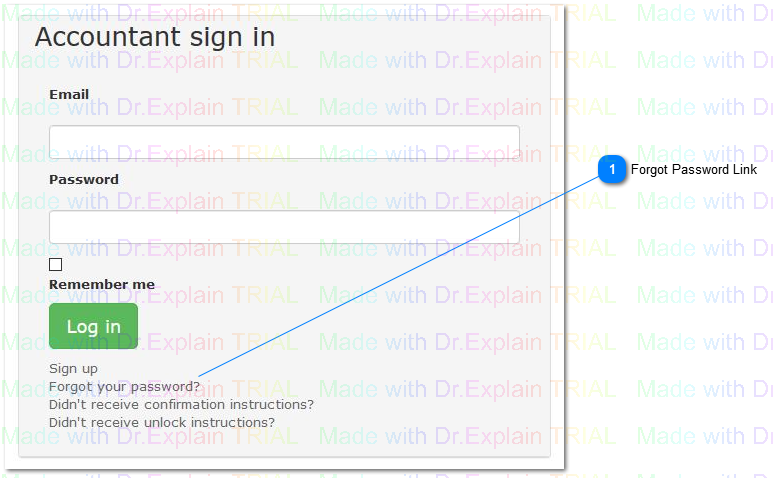 Accountant sign in
Email
Password
1 Forgot Password Link
Remember me
Log in
Sign up
Forgot your password?
Didn't receive confirmation instructions?
Didn't receive unlock instructions?
Made with Dr.Explain TRIAL